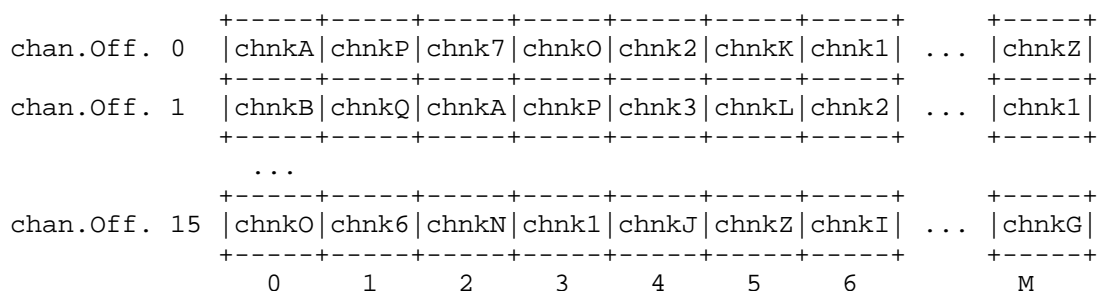 +-----+-----+-----+-----+-----+-----+-----+     +-----+
chan.Off. 0  |chnkA|chnkP|chnk7|chnkO|chnk2|chnkK|chnk1| ... |chnkZ|
             +-----+-----+-----+-----+-----+-----+-----+     +-----+
chan.Off. 1  |chnkB|chnkQ|chnkA|chnkP|chnk3|chnkL|chnk2| ... |chnk1|
             +-----+-----+-----+-----+-----+-----+-----+     +-----+
               ...
             +-----+-----+-----+-----+-----+-----+-----+     +-----+
chan.Off. 15 |chnkO|chnk6|chnkN|chnk1|chnkJ|chnkZ|chnkI| ... |chnkG|
             +-----+-----+-----+-----+-----+-----+-----+     +-----+
                0     1     2     3     4     5     6           M